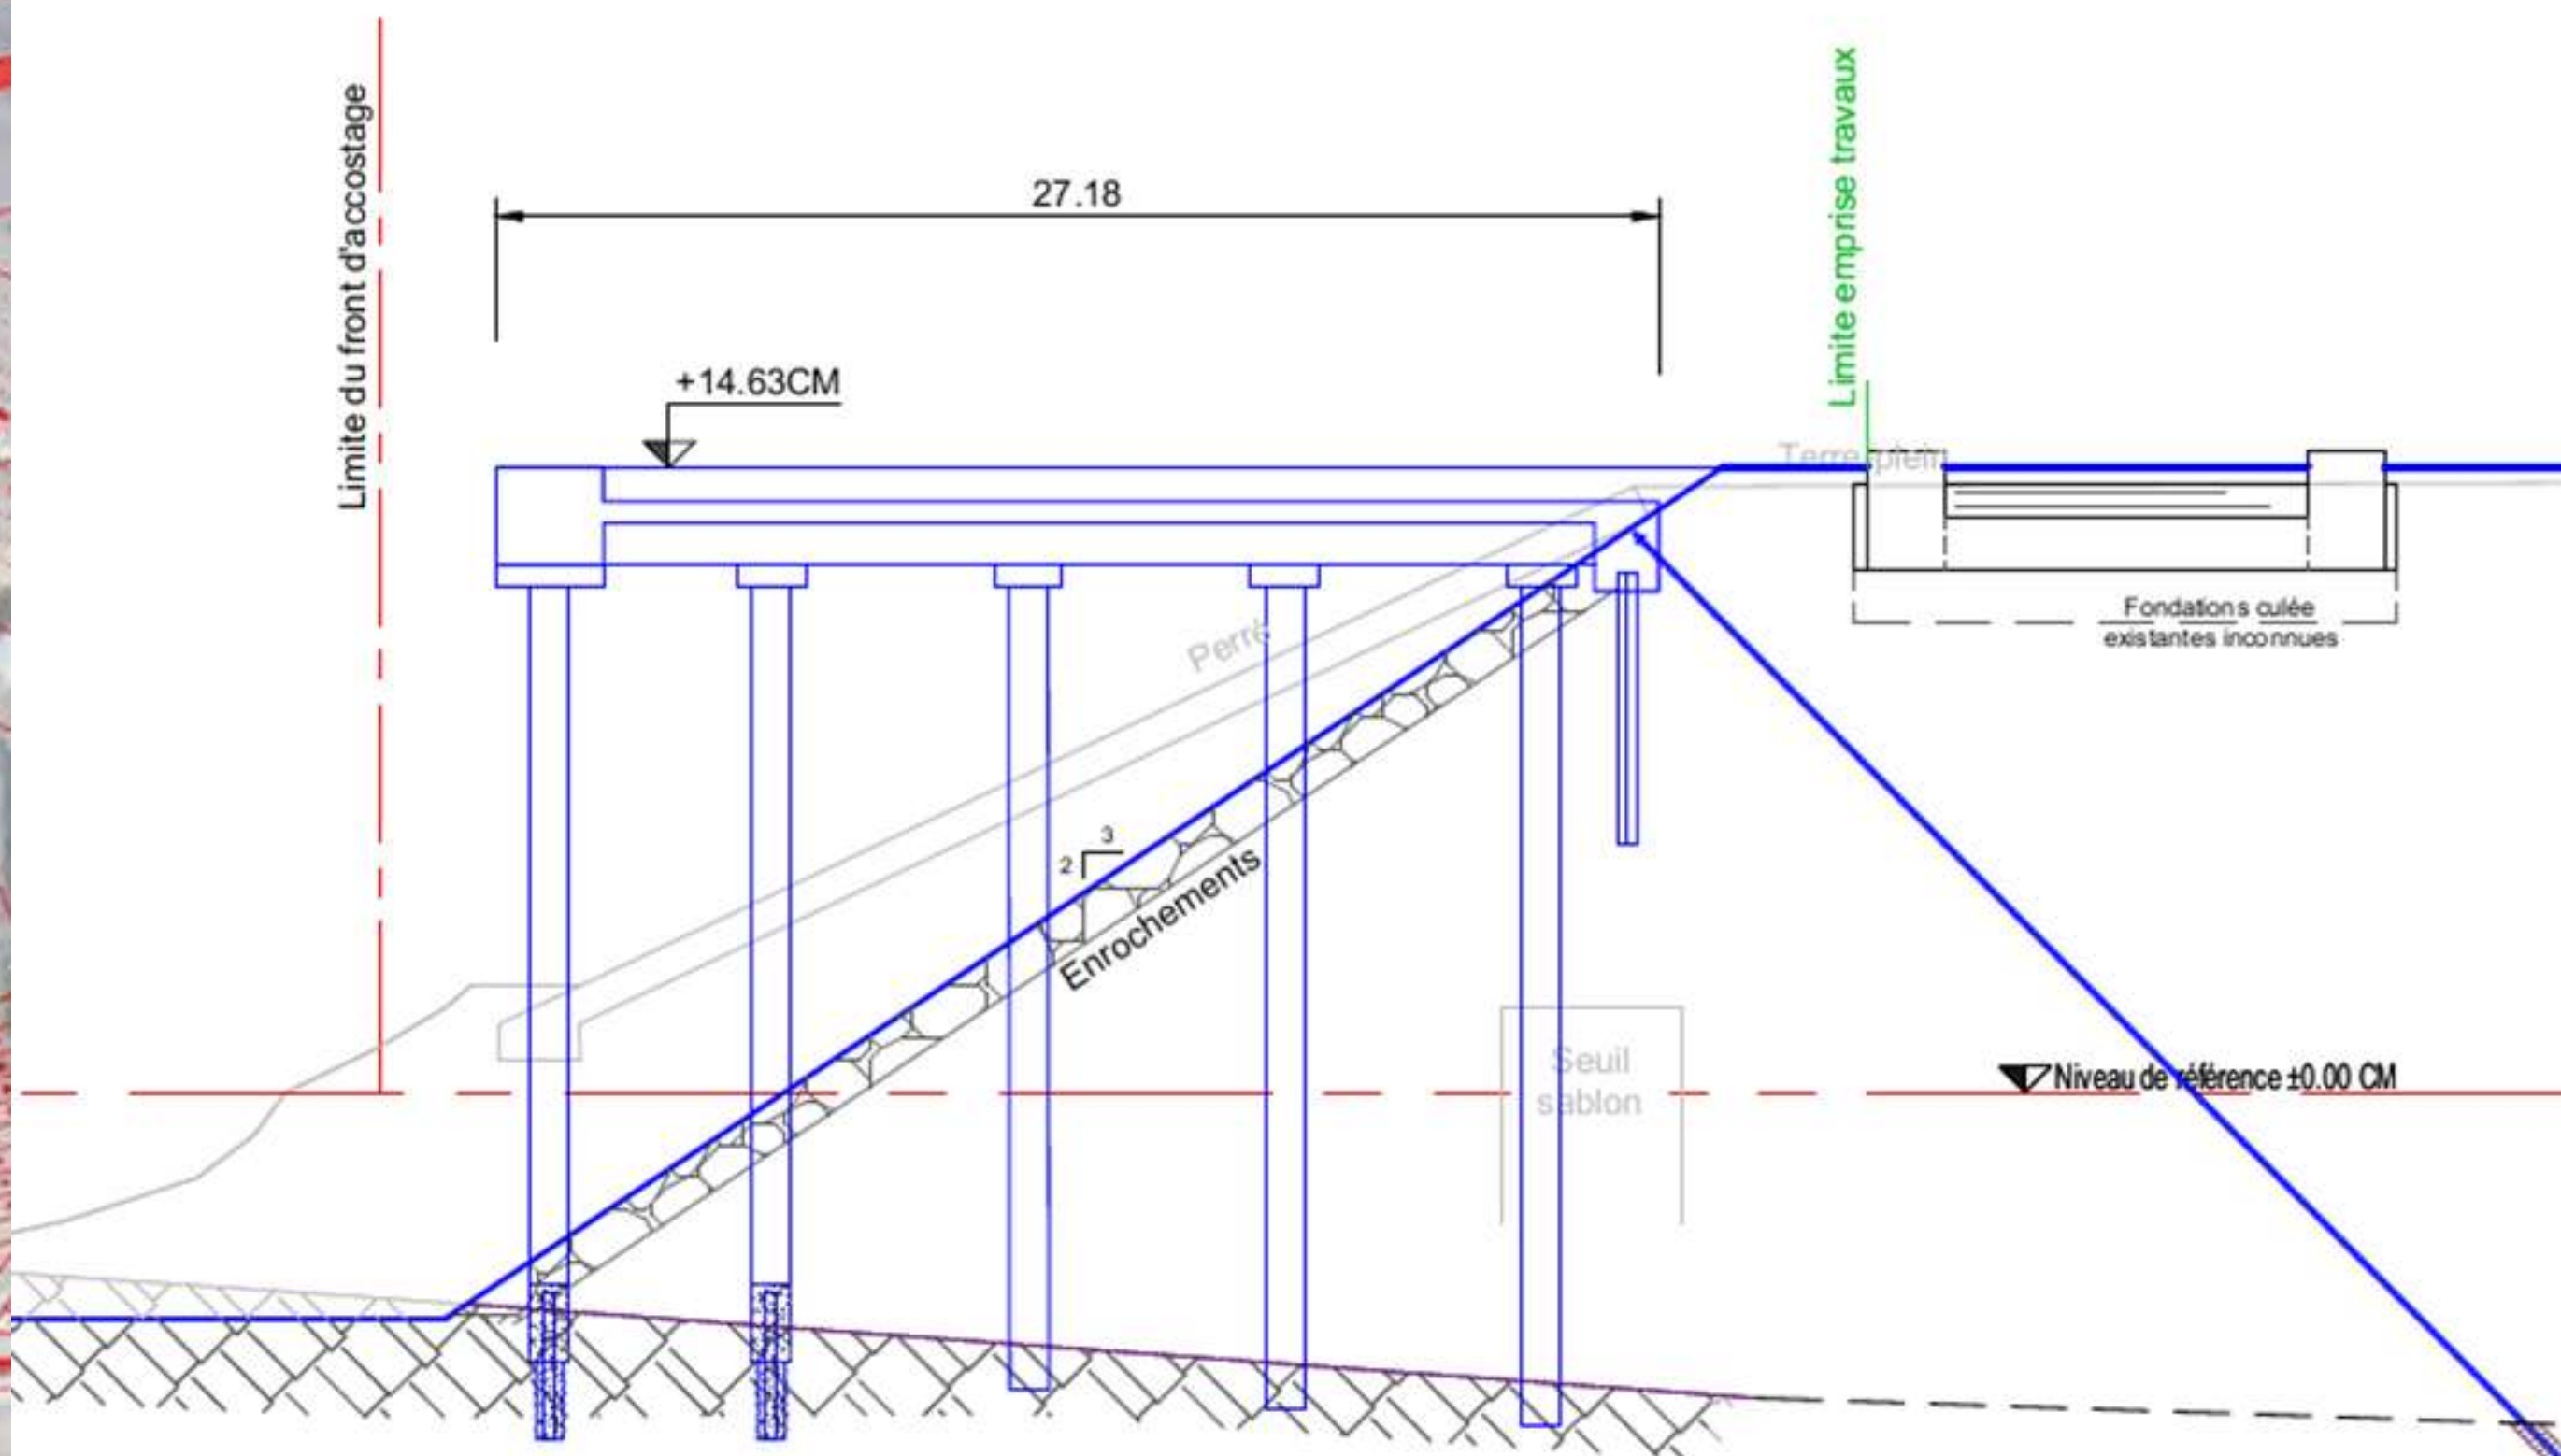 Limite du front d'accostage
Limite emprise travaux
27.18
+14.63CM
Terre plein
Fondations culée
existantes inconnues
Perré
3
2
Enrochements
Seuil
sablon
Niveau de référence ±0.00 CM